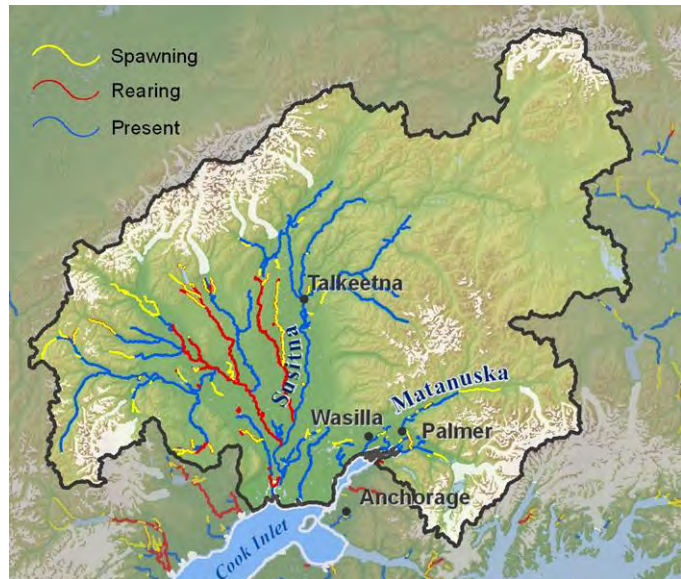 Spawning
Rearing
Present
Talkeetna
Susitna
Matanuska
Wasilla
Palmer
Anchorage
Cook Inlet